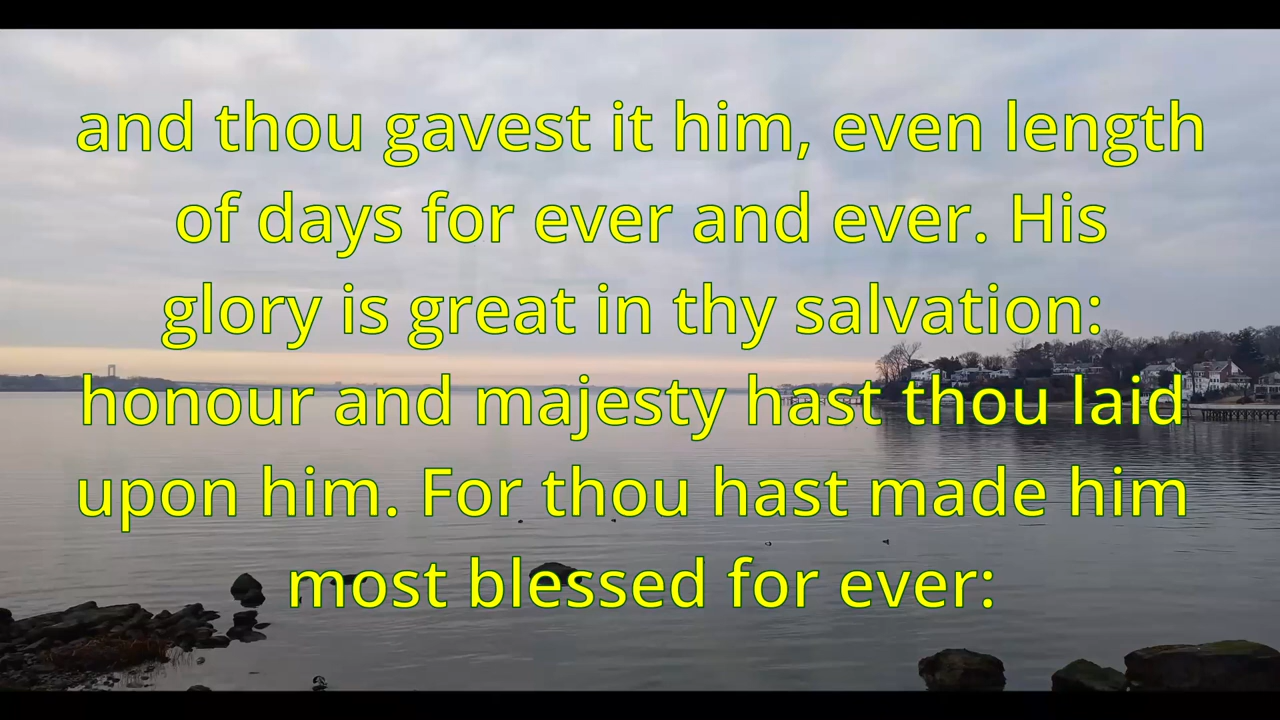 and thou gavest it him, even length
of days for ever and ever. His
glory is great in thy salvation:
honour and majesty hast thou laid
upon him. For thou hast made him
most blessed for ever: